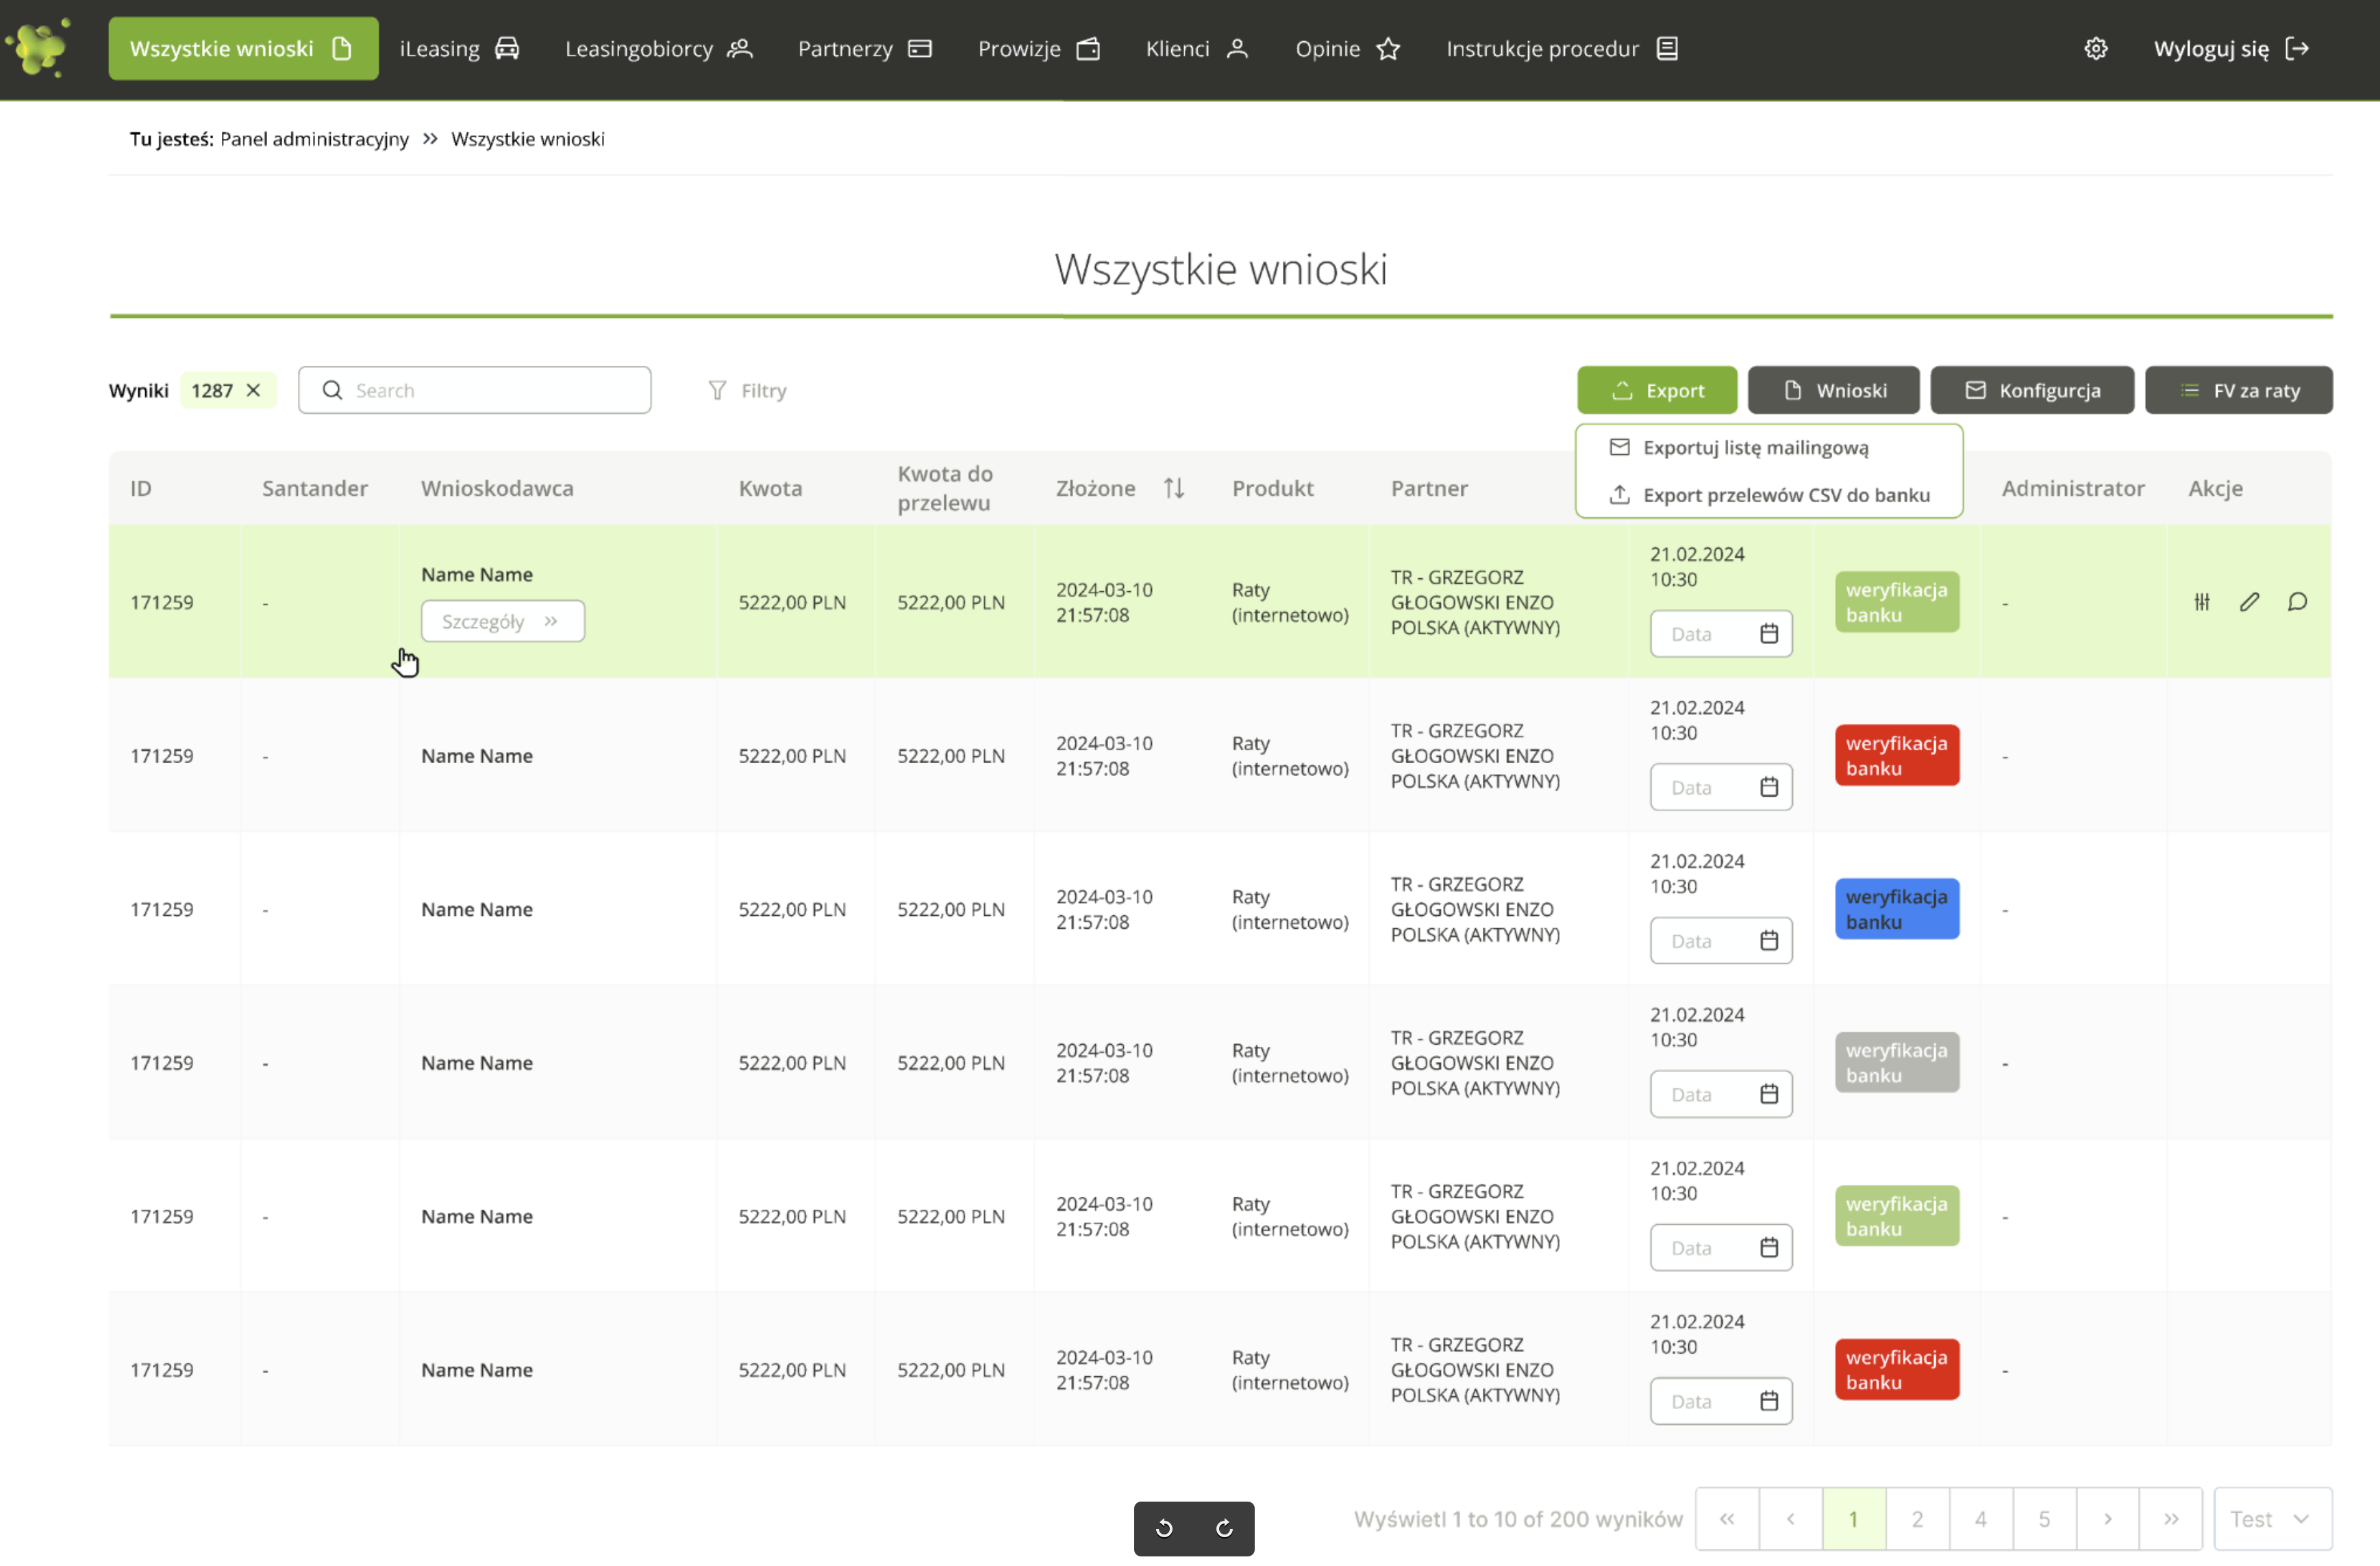 Wszystkie wnioski iLeasing Leasingobiorcy Partnerzy Prowizje Klienci Opinie Instrukcje procedur Wyloguj się
Tu jesteś: Panel administracyjny >> Wszystkie wnioski
Wszystkie wnioski
Wyniki 1287 Search Filtry Export Wnioski Konfigurcja FV za raty
Exportuj listę mailingową
Export przelewów CSV do banku
ID Santander Wnioskodawca Kwota Kwota do przelewu Złożone Produkt Partner Administrator Akcje
171259 - Name Name Szczegóły >> 5222,00 PLN 5222,00 PLN 2024-03-10 21:57:08 Raty (internetowo) TR - GRZEGORZ GŁOGOWSKI ENZO POLSKA (AKTYWNY) 21.02.2024 10:30 Data weryfikacja banku -
171259 - Name Name 5222,00 PLN 5222,00 PLN 2024-03-10 21:57:08 Raty (internetowo) TR - GRZEGORZ GŁOGOWSKI ENZO POLSKA (AKTYWNY) 21.02.2024 10:30 Data weryfikacja banku -
171259 - Name Name 5222,00 PLN 5222,00 PLN 2024-03-10 21:57:08 Raty (internetowo) TR - GRZEGORZ GŁOGOWSKI ENZO POLSKA (AKTYWNY) 21.02.2024 10:30 Data weryfikacja banku -
171259 - Name Name 5222,00 PLN 5222,00 PLN 2024-03-10 21:57:08 Raty (internetowo) TR - GRZEGORZ GŁOGOWSKI ENZO POLSKA (AKTYWNY) 21.02.2024 10:30 Data weryfikacja banku -
171259 - Name Name 5222,00 PLN 5222,00 PLN 2024-03-10 21:57:08 Raty (internetowo) TR - GRZEGORZ GŁOGOWSKI ENZO POLSKA (AKTYWNY) 21.02.2024 10:30 Data weryfikacja banku -
171259 - Name Name 5222,00 PLN 5222,00 PLN 2024-03-10 21:57:08 Raty (internetowo) TR - GRZEGORZ GŁOGOWSKI ENZO POLSKA (AKTYWNY) 21.02.2024 10:30 Data weryfikacja banku -
Wyświetl 1 to 10 of 200 wyników << < 1 2 4 5 > >> Test